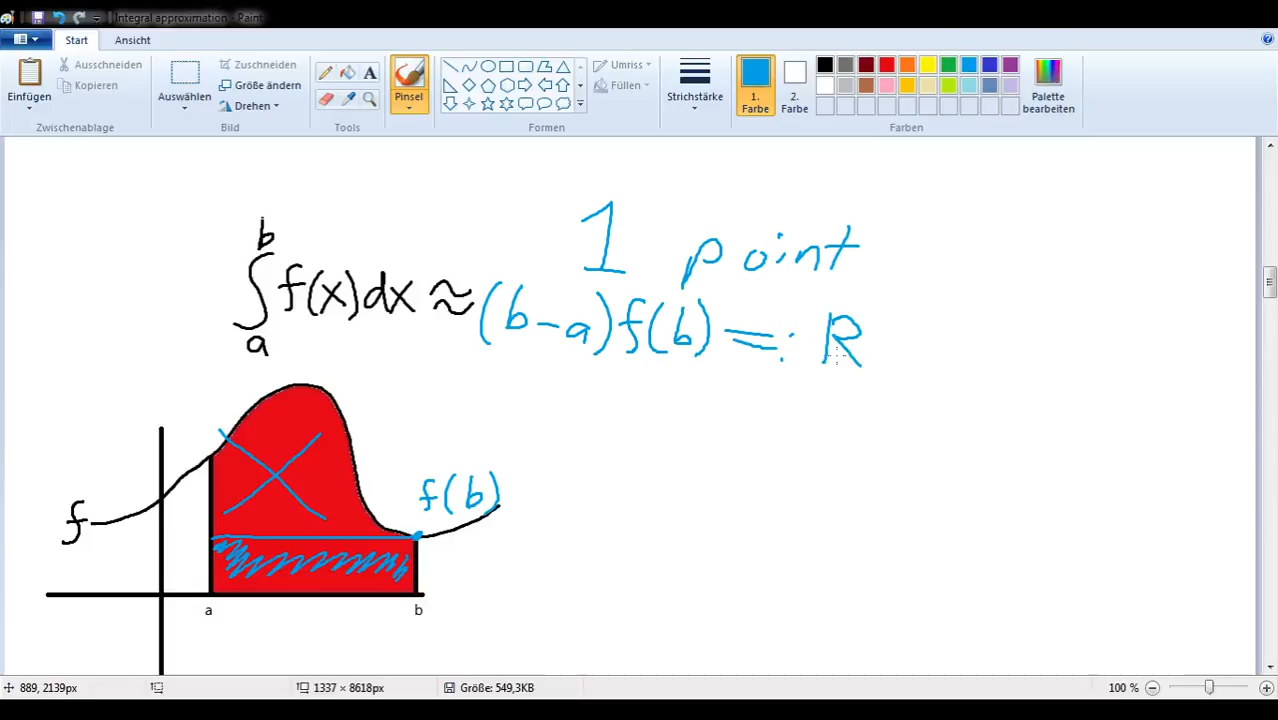 Integral approximation - Paint
Start Ansicht
Einfügen
Ausschneiden
Kopieren
Zwischenablage
Auswählen
Zuschneiden
Größe ändern
Drehen
Bild
A
Tools
Pinsel
Formen
Umriss
Füllen
Strichstärke
1. Farbe
2. Farbe
Farben
Palette bearbeiten
1 point
∫ₐᵇ f(x)dx ≈ (b-a)f(b) =: R
f
f(b)
a b
889, 2139px
1337 × 8618px
Größe: 549,3KB
100 %